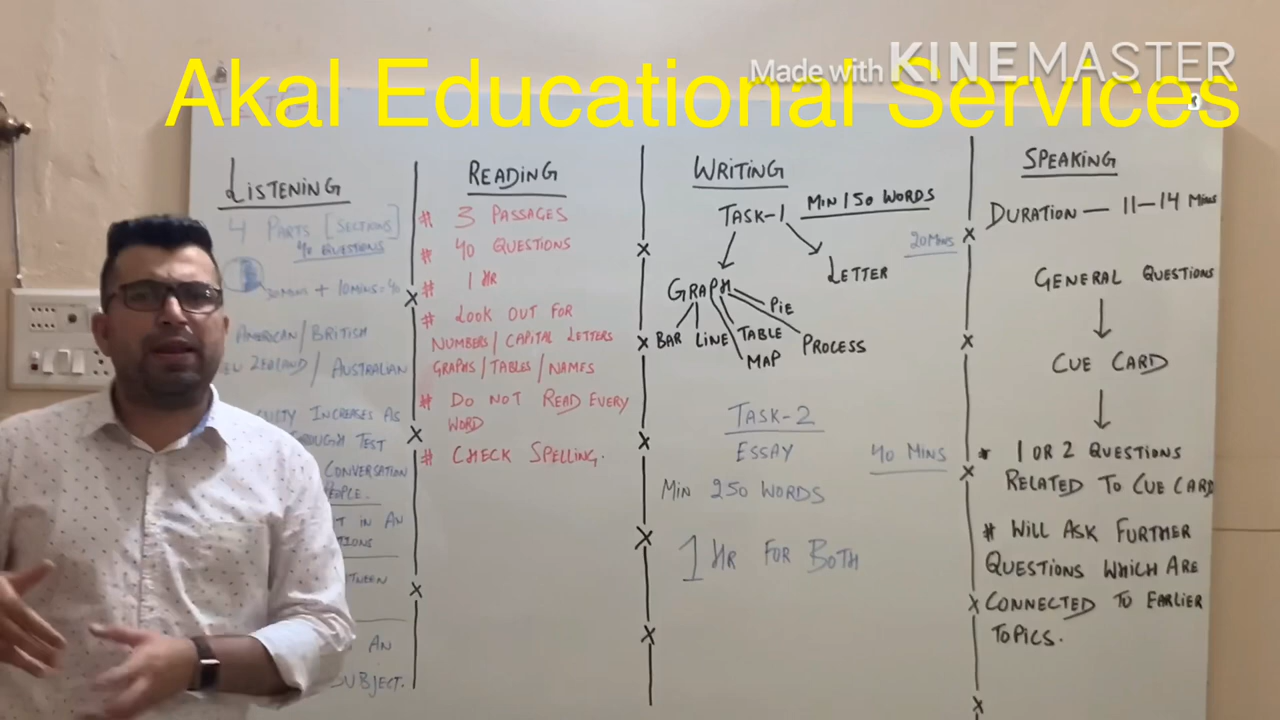 Made with KINEMASTER
Akal Educational Services
LISTENING
4 PARTS [SECTIONS]
40 QUESTIONS
30 MINS + 10 MINS = 40
AMERICAN / BRITISH
ZEALAND / AUSTRALIAN
INCREASES AS
TEST
CONVERSATION
IN AN
AN
SUBJECT.
READING
# 3 PASSAGES
# 40 QUESTIONS
# 1 HR
# LOOK OUT FOR
NUMBERS / CAPITAL LETTERS
GRAPHS / TABLES / NAMES
# DO NOT READ EVERY
WORD
# CHECK SPELLING.
WRITING
TASK-1 MIN 150 WORDS
20 MINS
LETTER
GRAPH
PIE
BAR LINE TABLE
PROCESS
MAP
TASK-2
ESSAY
40 MINS
MIN 250 WORDS
1 HR FOR BOTH
SPEAKING
DURATION — 11-14 MINS
GENERAL QUESTIONS
CUE CARD
* 1 OR 2 QUESTIONS
RELATED TO CUE CARD
# WILL ASK FURTHER
QUESTIONS WHICH ARE
CONNECTED TO EARLIER
TOPICS.